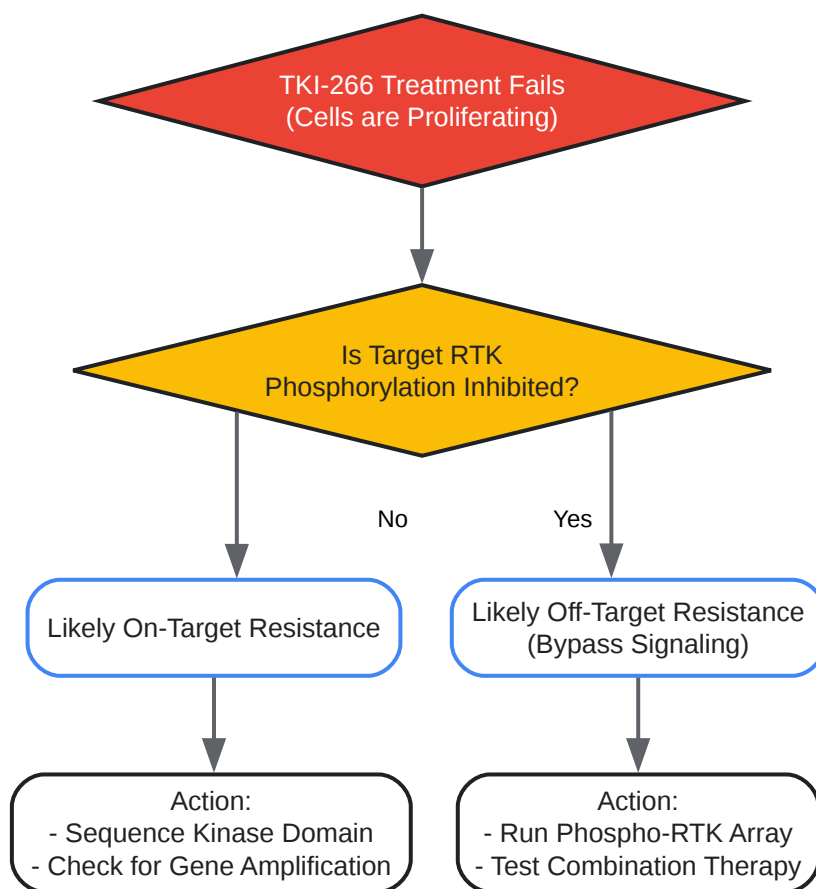 TKI-266 Treatment Fails
(Cells are Proliferating)
Is Target RTK
Phosphorylation Inhibited?
No
Yes
Likely On-Target Resistance
Likely Off-Target Resistance
(Bypass Signaling)
Action:
- Sequence Kinase Domain
- Check for Gene Amplification
Action:
- Run Phospho-RTK Array
- Test Combination Therapy